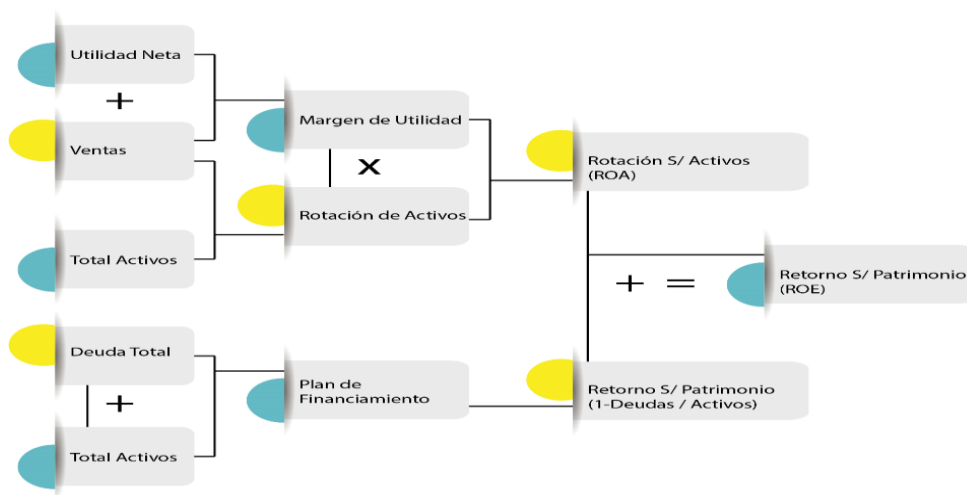 Utilidad Neta
+
Ventas
Total Activos
Deuda Total
+
Total Activos
Margen de Utilidad
x
Rotación de Activos
Plan de
Financiamiento
Rotación S/ Activos
(ROA)
+ =
Retorno S/ Patrimonio
(1-Deudas / Activos)
Retorno S/ Patrimonio
(ROE)